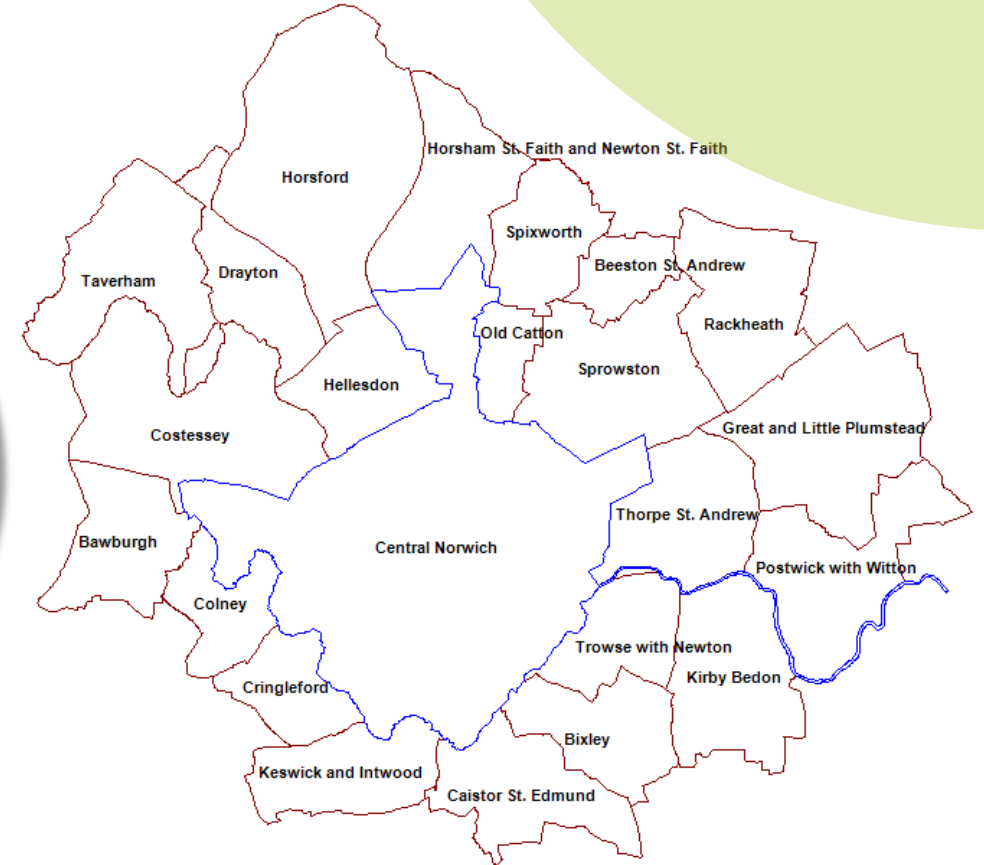 Horsham St. Faith and Newton St. Faith
Horsford
Spixworth
Beeston St. Andrew
Drayton
Taverham
Rackheath
Old Catton
Sprowston
Hellesdon
Great and Little Plumstead
Costessey
Thorpe St. Andrew
Bawburgh
Central Norwich
Postwick with Witton
Colney
Trowse with Newton
Kirby Bedon
Cringleford
Bixley
Keswick and Intwood
Caistor St. Edmund